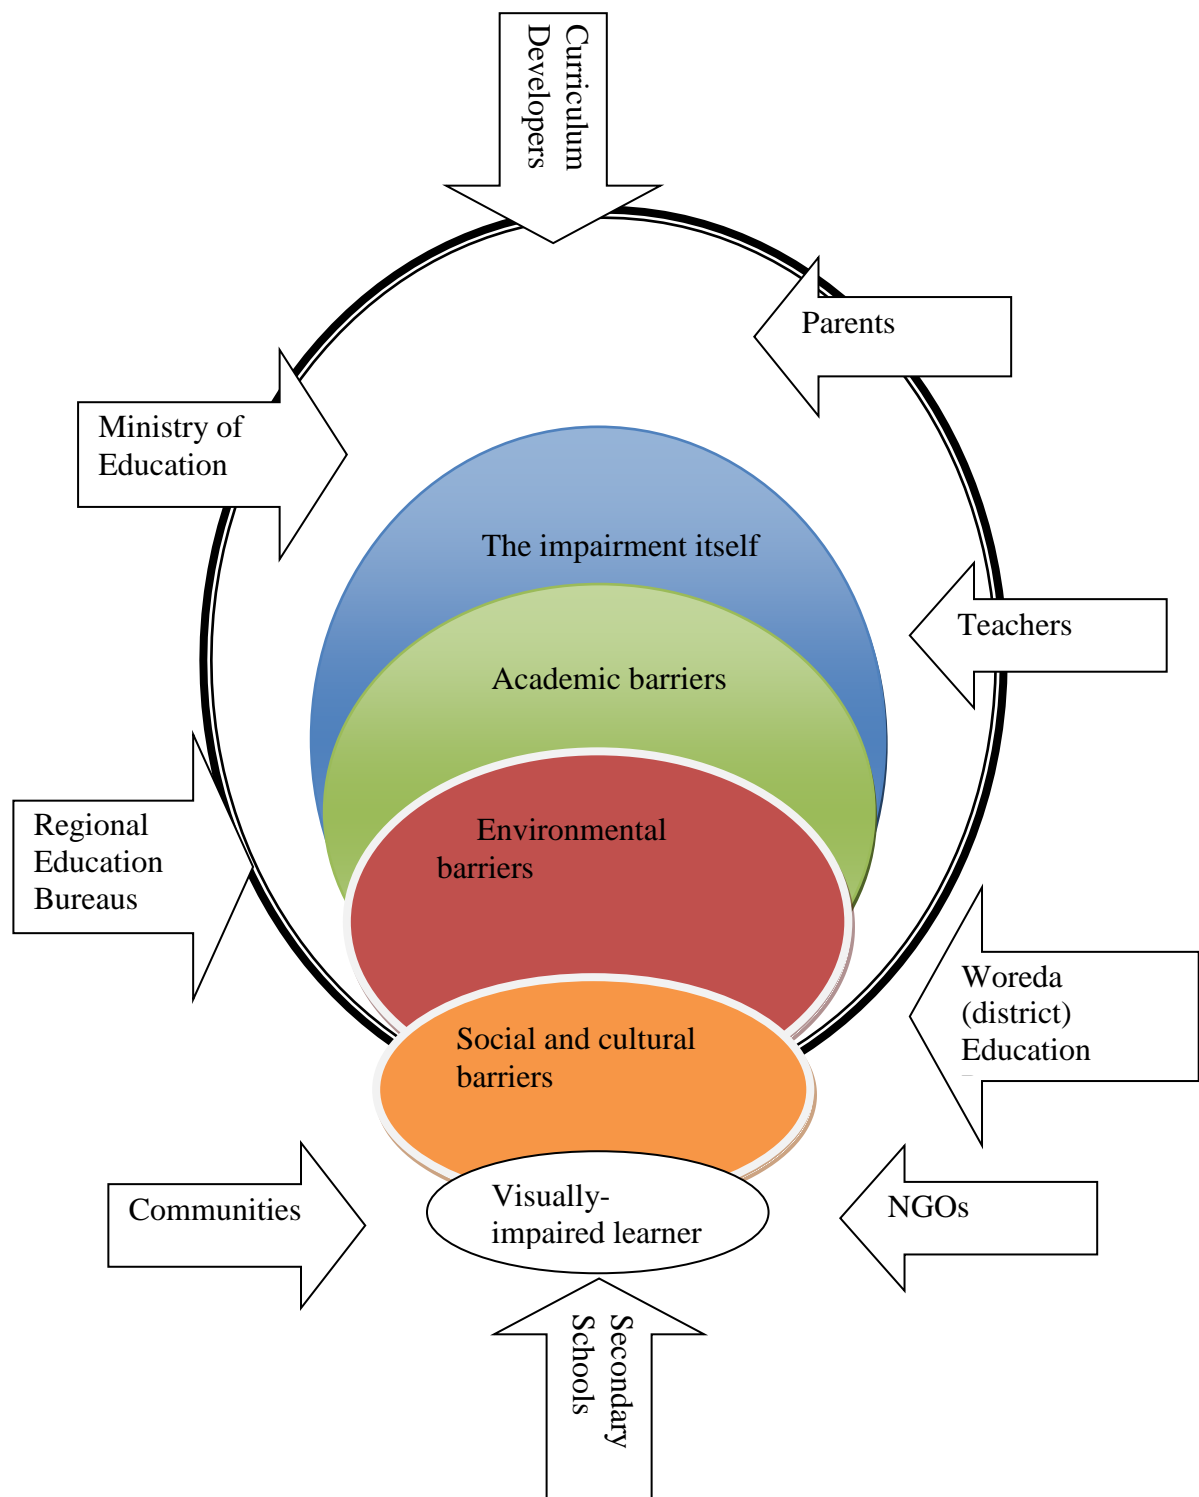 Curriculum
Developers
Parents
Ministry of
Education
The impairment itself
Teachers
Academic barriers
Regional
Education
Bureaus
Environmental
barriers
Woreda
(district)
Education
Social and cultural
barriers
Communities
Visually-
impaired learner
NGOs
Secondary
Schools